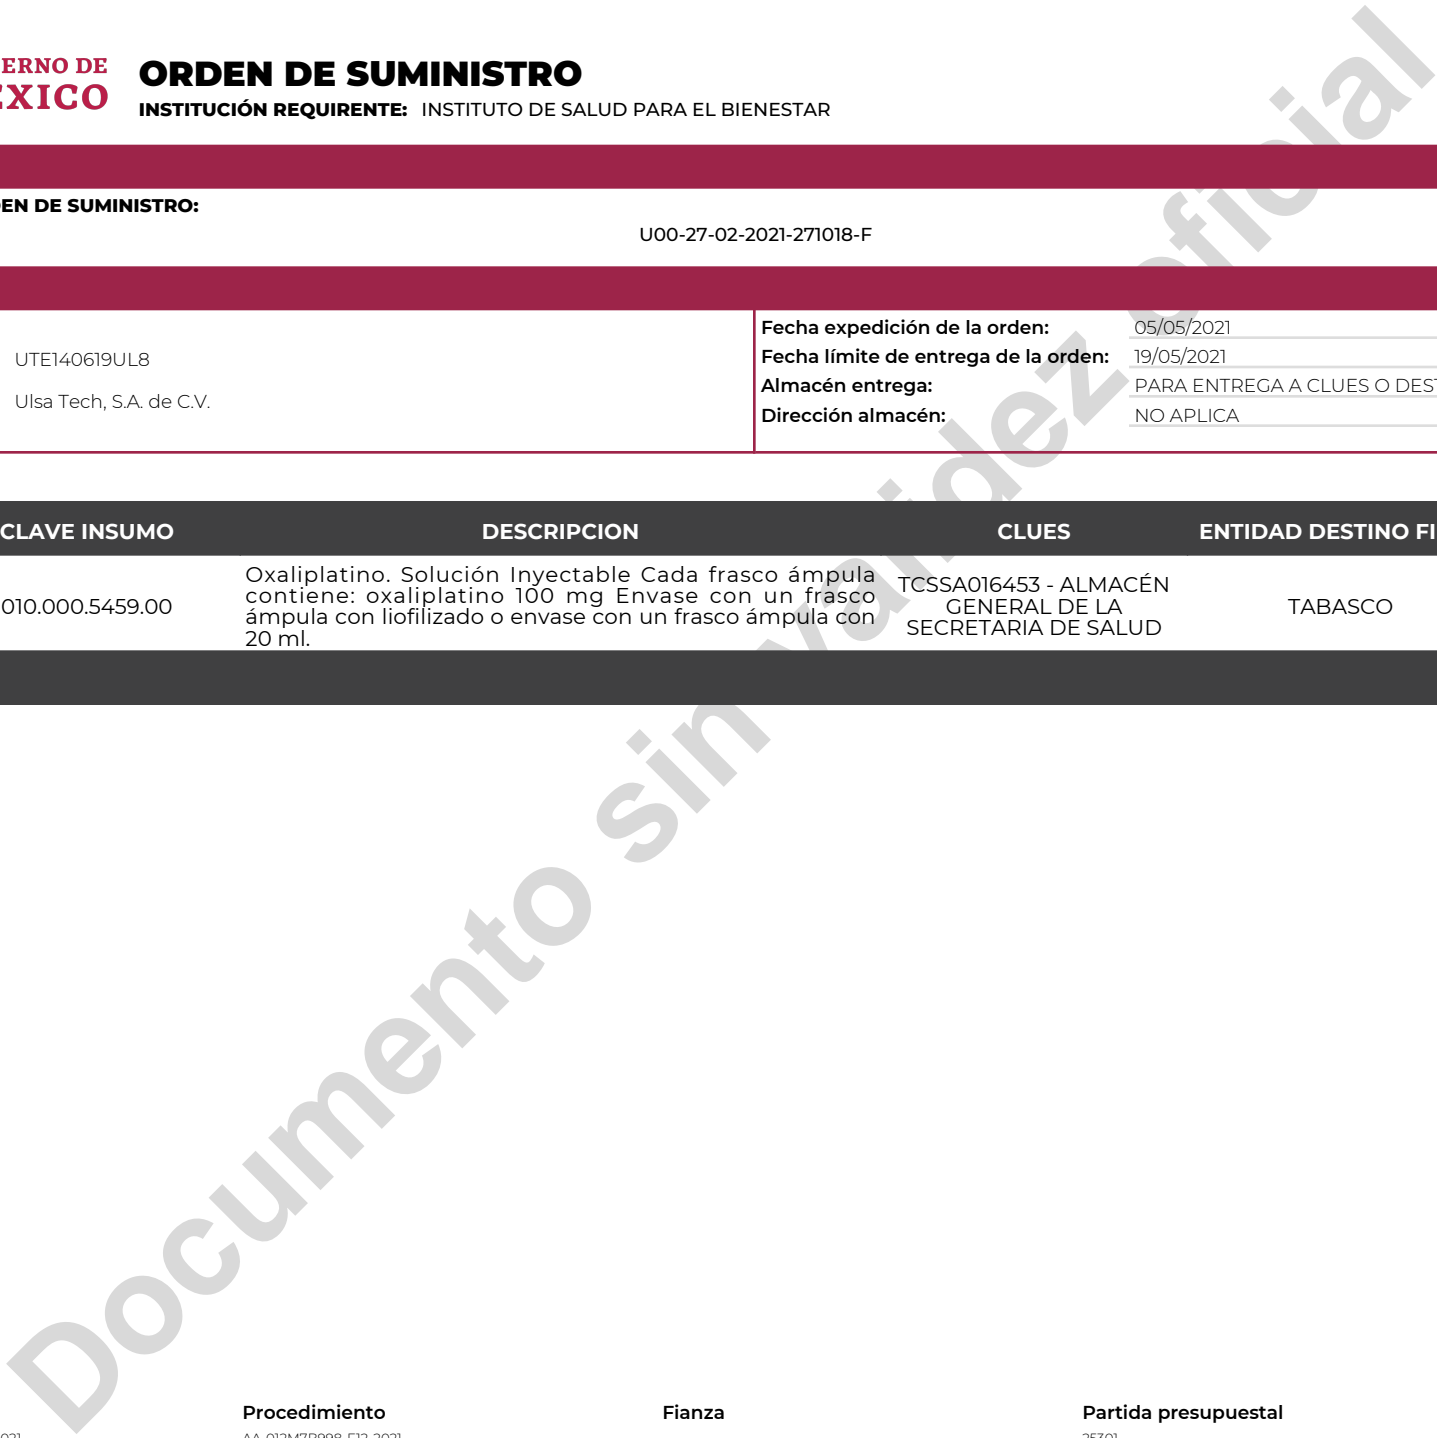 ERNO DE
ORDEN DE SUMINISTRO
INSTITUCIÓN REQUIRENTE: INSTITUTO DE SALUD PARA EL BIENESTAR
EN DE SUMINISTRO:
U00-27-02-2021-271018-F
UTE140619UL8
Ulsa Tech, S.A. de C.V.
Fecha expedición de la orden: 05/05/2021
Fecha límite de entrega de la orden: 19/05/2021
Almacén entrega: PARA ENTREGA A CLUES O DES
Dirección almacén: NO APLICA
CLAVE INSUMO DESCRIPCION CLUES ENTIDAD DESTINO FI
010.000.5459.00
Oxaliplatino. Solución Inyectable Cada frasco ámpula
contiene: oxaliplatino 100 mg Envase con un frasco
ámpula con liofilizado o envase con un frasco ámpula con
20 ml.
TCSSA016453 - ALMACÉN
GENERAL DE LA
SECRETARIA DE SALUD
TABASCO
Documento sin validez oficial
Procedimiento Fianza Partida presupuestal